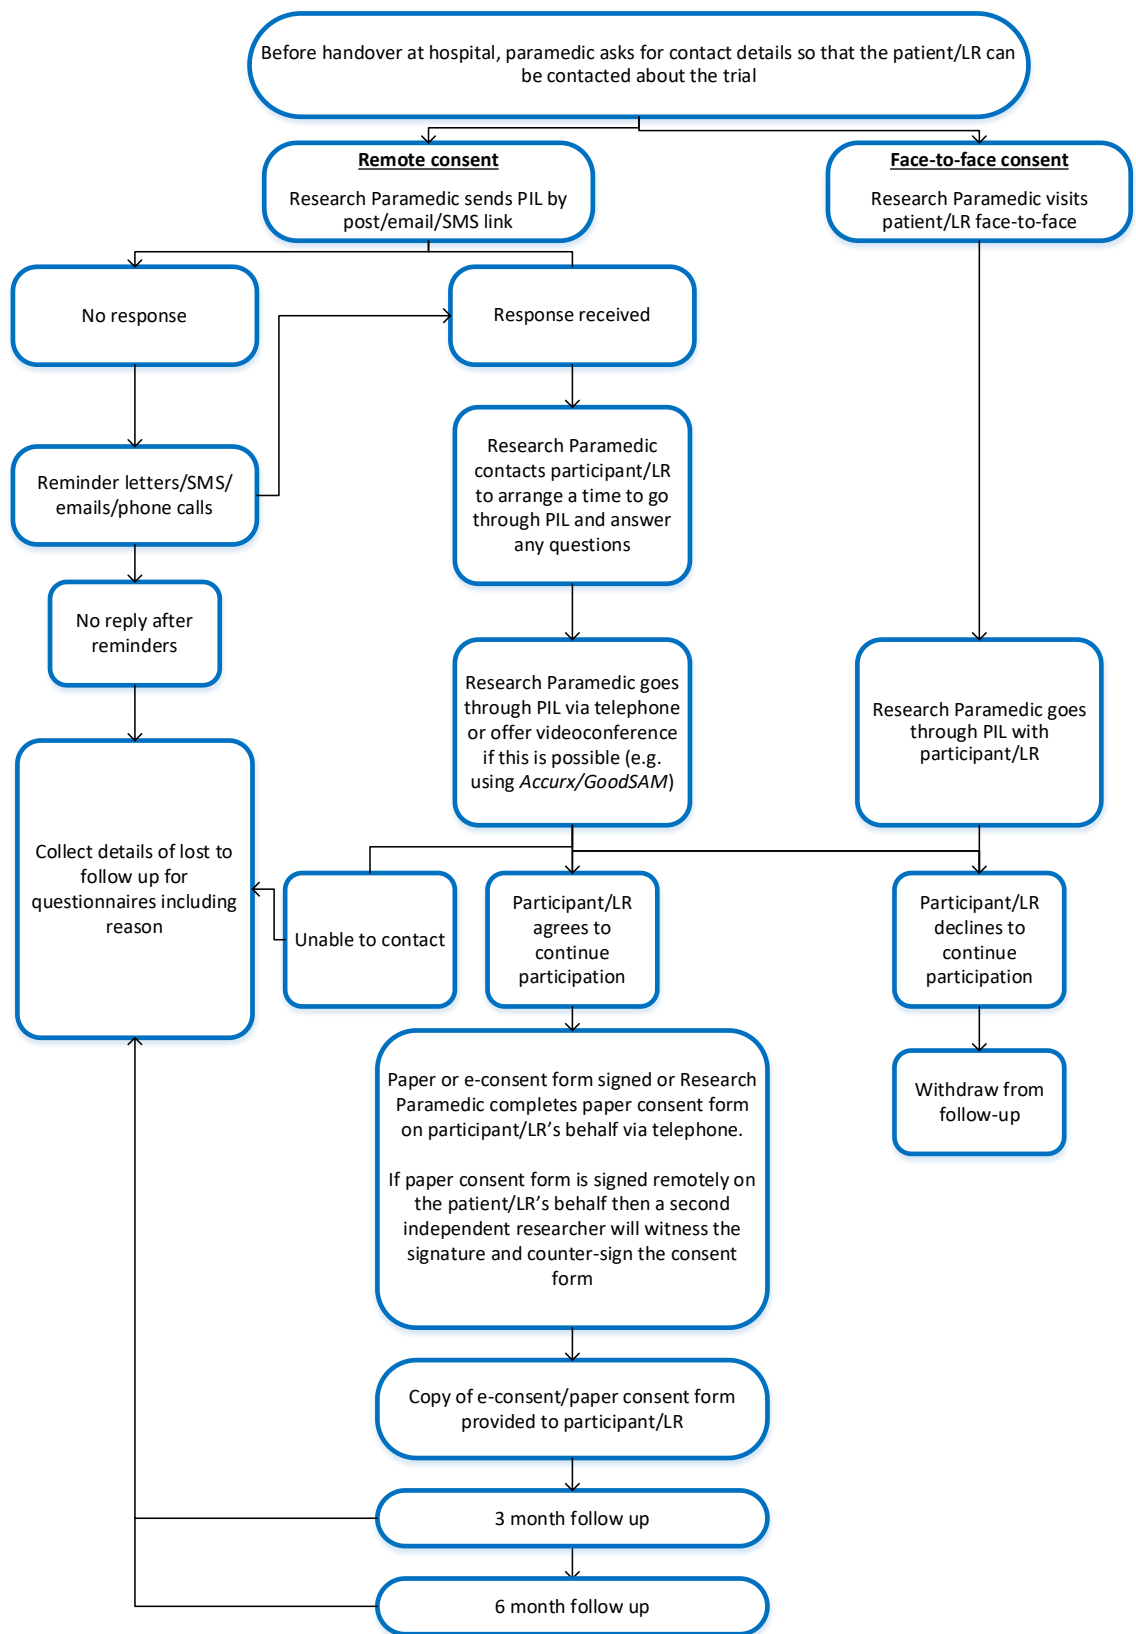 Before handover at hospital, paramedic asks for contact details so that the patient/LR can
be contacted about the trial
Remote consent
Research Paramedic sends PIL by
post/email/SMS link
Face-to-face consent
Research Paramedic visits
patient/LR face-to-face
No response
Response received
Reminder letters/SMS/
emails/phone calls
Research Paramedic
contacts participant/LR
to arrange a time to go
through PIL and answer
any questions
No reply after
reminders
Research Paramedic goes
through PIL via telephone
or offer videoconference
if this is possible (e.g.
using Accurx/GoodSAM)
Research Paramedic goes
through PIL with
participant/LR
Collect details of lost to
follow up for
questionnaires including
reason
Unable to contact
Participant/LR
agrees to
continue
participation
Participant/LR
declines to
continue
participation
Paper or e-consent form signed or Research
Paramedic completes paper consent form
on participant/LR’s behalf via telephone.
If paper consent form is signed remotely on
the patient/LR’s behalf then a second
independent researcher will witness the
signature and counter-sign the consent
form
Withdraw from
follow-up
Copy of e-consent/paper consent form
provided to participant/LR
3 month follow up
6 month follow up